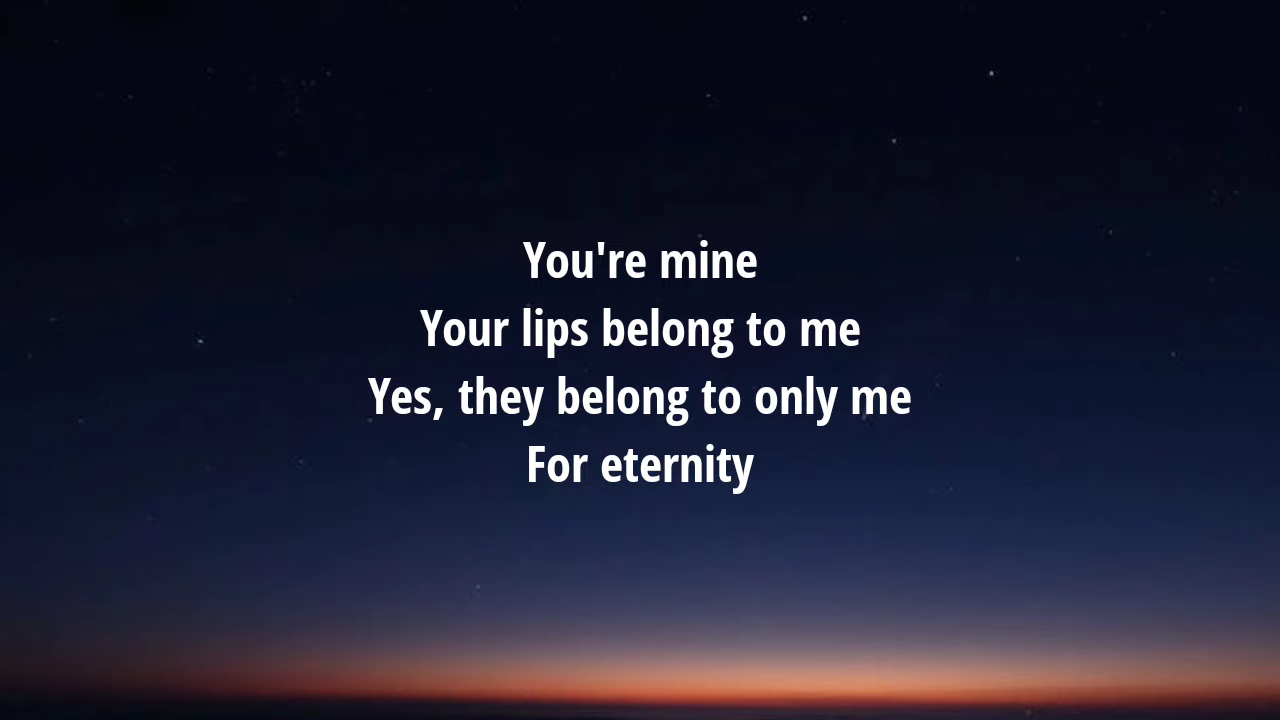 You're mine
Your lips belong to me
Yes, they belong to only me
For eternity